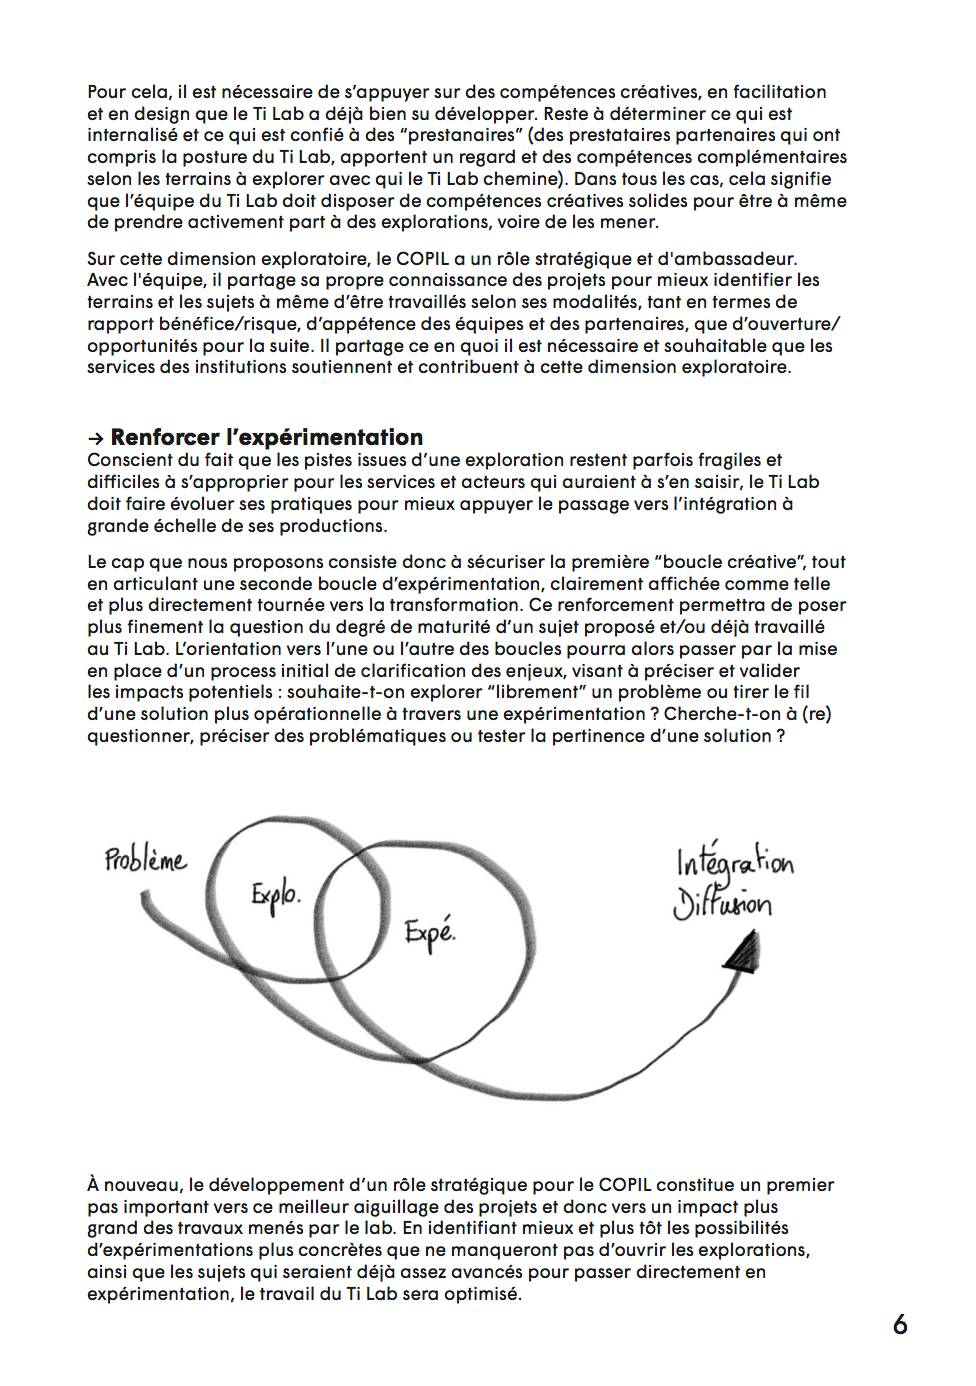 Pour cela, il est nécessaire de s’appuyer sur des compétences créatives, en facilitation
et en design que le Ti Lab a déjà bien su développer. Reste à déterminer ce qui est
internalisé et ce qui est confié à des “prestanaires” (des prestataires partenaires qui ont
compris la posture du Ti Lab, apportent un regard et des compétences complémentaires
selon les terrains à explorer avec qui le Ti Lab chemine). Dans tous les cas, cela signifie
que l’équipe du Ti Lab doit disposer de compétences créatives solides pour être à même
de prendre activement part à des explorations, voire de les mener.
Sur cette dimension exploratoire, le COPIL a un rôle stratégique et d'ambassadeur.
Avec l'équipe, il partage sa propre connaissance des projets pour mieux identifier les
terrains et les sujets à même d’être travaillés selon ses modalités, tant en termes de
rapport bénéfice/risque, d’appétence des équipes et des partenaires, que d’ouverture/
opportunités pour la suite. Il partage ce en quoi il est nécessaire et souhaitable que les
services des institutions soutiennent et contribuent à cette dimension exploratoire.
→ Renforcer l’expérimentation
Conscient du fait que les pistes issues d’une exploration restent parfois fragiles et
difficiles à s’approprier pour les services et acteurs qui auraient à s’en saisir, le Ti Lab
doit faire évoluer ses pratiques pour mieux appuyer le passage vers l’intégration à
grande échelle de ses productions.
Le cap que nous proposons consiste donc à sécuriser la première “boucle créative”, tout
en articulant une seconde boucle d’expérimentation, clairement affichée comme telle
et plus directement tournée vers la transformation. Ce renforcement permettra de poser
plus finement la question du degré de maturité d’un sujet proposé et/ou déjà travaillé
au Ti Lab. L’orientation vers l’une ou l’autre des boucles pourra alors passer par la mise
en place d’un process initial de clarification des enjeux, visant à préciser et valider
les impacts potentiels : souhaite-t-on explorer “librement” un problème ou tirer le fil
d’une solution plus opérationnelle à travers une expérimentation ? Cherche-t-on à (re)
questionner, préciser des problématiques ou tester la pertinence d’une solution ?
Problème
Explo.
Expé.
Intégration
Diffusion
À nouveau, le développement d’un rôle stratégique pour le COPIL constitue un premier
pas important vers ce meilleur aiguillage des projets et donc vers un impact plus
grand des travaux menés par le lab. En identifiant mieux et plus tôt les possibilités
d’expérimentations plus concrètes que ne manqueront pas d’ouvrir les explorations,
ainsi que les sujets qui seraient déjà assez avancés pour passer directement en
expérimentation, le travail du Ti Lab sera optimisé.
6